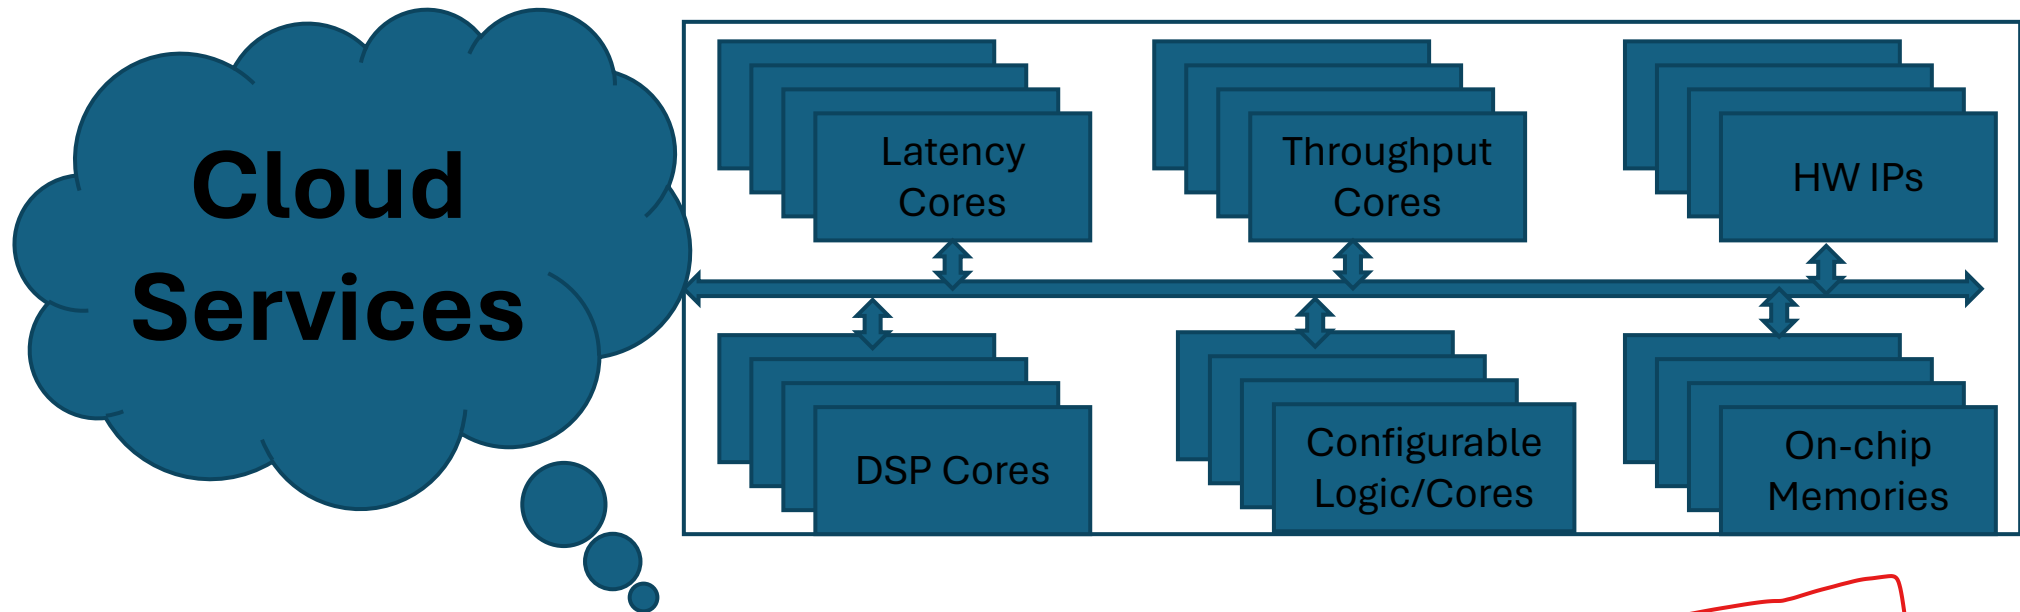 Cloud
Services
Latency
Cores
Throughput
Cores
HW IPs
DSP Cores
Configurable
Logic/Cores
On-chip
Memories